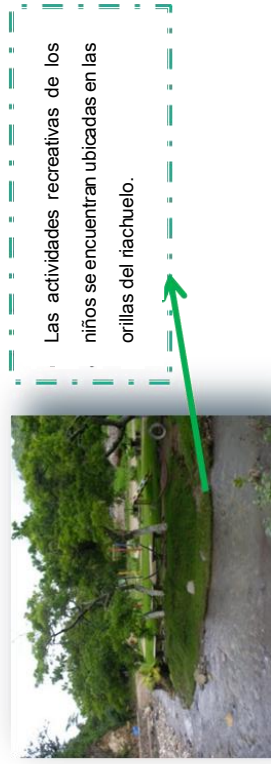 Las actividades recreativas de los
niños se encuentran ubicadas en las
orillas del riachuelo.